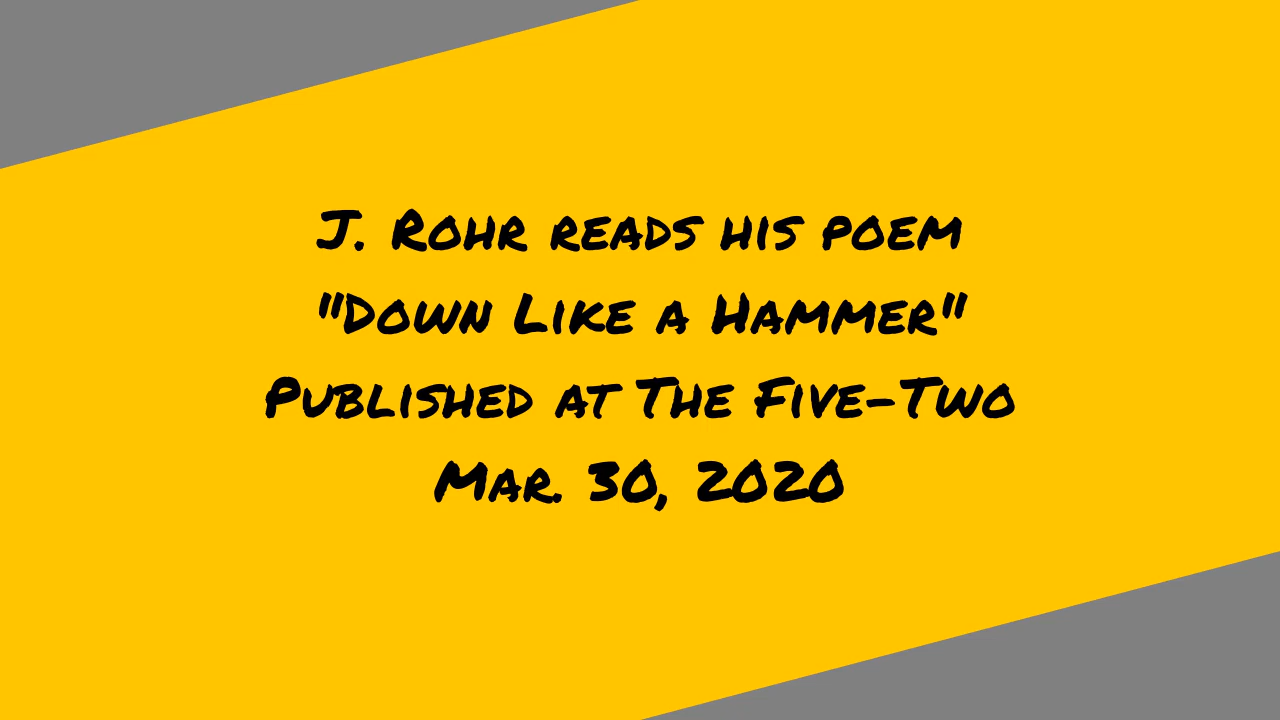 J. Rohr reads his poem
"Down Like a Hammer"
Published at The Five-Two
Mar. 30, 2020